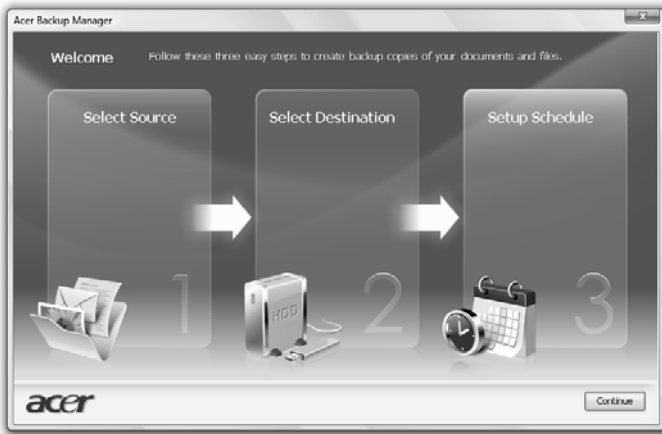 Acer Backup Manager
Welcome Follow these three easy steps to create backup copies of your documents and files.
Select Source
Select Destination
Setup Schedule
1
HDD
2
3
acer
Continue